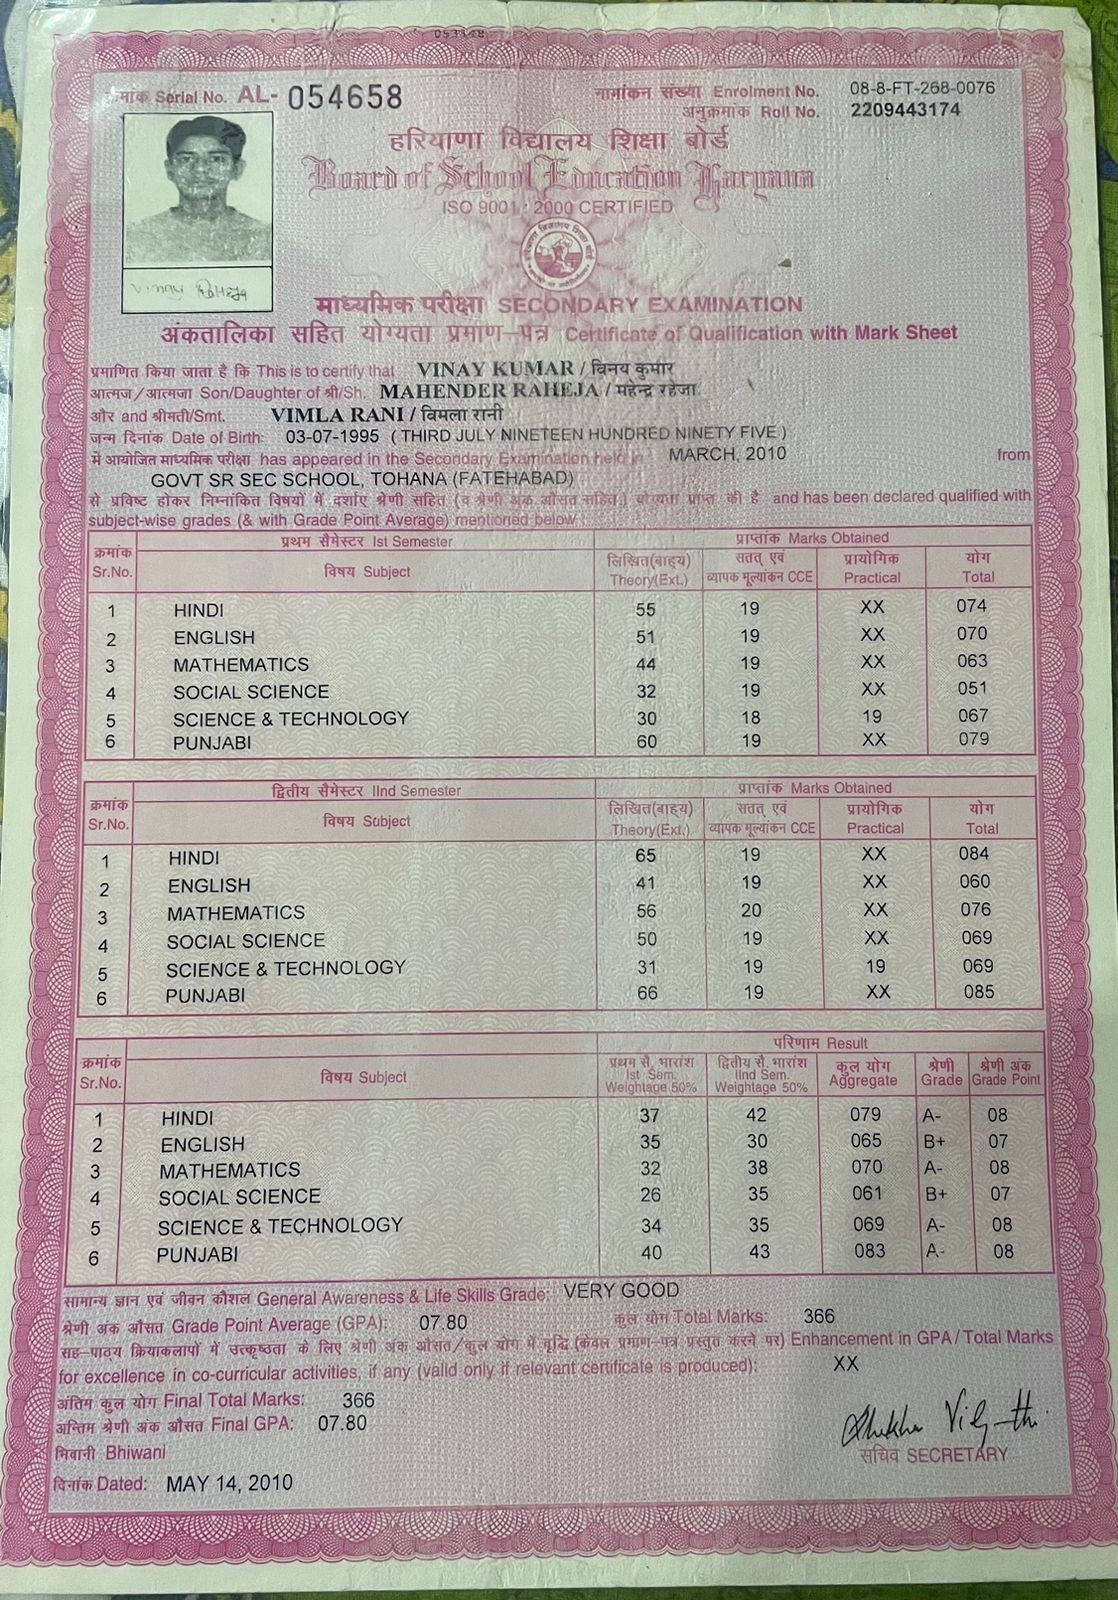 053448
क्रमांक Serial No. AL- 054658
नामांकन संख्या Enrolment No. 08-8-FT-268-0076
अनुक्रमांक Roll No. 2209443174
हरियाणा विद्यालय शिक्षा बोर्ड
Board of School Education Haryana
ISO 9001 : 2000 CERTIFIED
माध्यमिक परीक्षा SECONDARY EXAMINATION
अंकतालिका सहित योग्यता प्रमाण-पत्र Certificate of Qualification with Mark Sheet
प्रमाणित किया जाता है कि This is to certify that VINAY KUMAR / विनय कुमार
आत्मज/आत्मजा Son/Daughter of श्री/Sh. MAHENDER RAHEJA / महेन्द्र रहेजा
और and श्रीमती/Smt. VIMLA RANI / विमला रानी
जन्म दिनांक Date of Birth: 03-07-1995 ( THIRD JULY NINETEEN HUNDRED NINETY FIVE )
में आयोजित माध्यमिक परीक्षा has appeared in the Secondary Examination held in MARCH, 2010 from
GOVT SR SEC SCHOOL, TOHANA (FATEHABAD)
से प्रविष्ट होकर निम्नांकित विषयों में दर्शाए श्रेणी सहित (व श्रेणी अंक औसत सहित) योग्यता प्राप्त की है and has been declared qualified with
subject-wise grades (& with Grade Point Average) mentioned below :
क्रमांक Sr.No. प्रथम सैमेस्टर Ist Semester प्राप्तांक Marks Obtained
विषय Subject लिखित(बाह्य) Theory(Ext.) सतत् एवं व्यापक मूल्यांकन CCE प्रायोगिक Practical योग Total
1 HINDI 55 19 XX 074
2 ENGLISH 51 19 XX 070
3 MATHEMATICS 44 19 XX 063
4 SOCIAL SCIENCE 32 19 XX 051
5 SCIENCE & TECHNOLOGY 30 18 19 067
6 PUNJABI 60 19 XX 079
क्रमांक Sr.No. द्वितीय सैमेस्टर IInd Semester प्राप्तांक Marks Obtained
विषय Subject लिखित(बाहय) Theory(Ext.) सतत् एवं व्यापक मूल्यांकन CCE प्रायोगिक Practical योग Total
1 HINDI 65 19 XX 084
2 ENGLISH 41 19 XX 060
3 MATHEMATICS 56 20 XX 076
4 SOCIAL SCIENCE 50 19 XX 069
5 SCIENCE & TECHNOLOGY 31 19 19 069
6 PUNJABI 66 19 XX 085
क्रमांक Sr.No. परिणाम Result
विषय Subject प्रथम सै. भारांश Ist Sem. Weightage 50% द्वितीय सै. भारांश IInd Sem. Weightage 50% कुल योग Aggregate श्रेणी Grade श्रेणी अंक Grade Point
1 HINDI 37 42 079 A- 08
2 ENGLISH 35 30 065 B+ 07
3 MATHEMATICS 32 38 070 A- 08
4 SOCIAL SCIENCE 26 35 061 B+ 07
5 SCIENCE & TECHNOLOGY 34 35 069 A- 08
6 PUNJABI 40 43 083 A- 08
सामान्य ज्ञान एवं जीवन कौशल General Awareness & Life Skills Grade: VERY GOOD
श्रेणी अंक औसत Grade Point Average (GPA): 07.80 कुल योग Total Marks: 366
सह-पाठ्य क्रियाकलापों में उत्कृष्ठता के लिए श्रेणी अंक औसत/कुल योग में वृद्धि (केवल प्रमाण-पत्र प्रस्तुत करने पर) Enhancement in GPA/Total Marks
for excellence in co-curricular activities, if any (valid only if relevant certificate is produced): XX
अंतिम कुल योग Final Total Marks: 366
अन्तिम श्रेणी अंक औसत Final GPA: 07.80
भिवानी Bhiwani
सचिव SECRETARY
दिनांक Dated: MAY 14, 2010